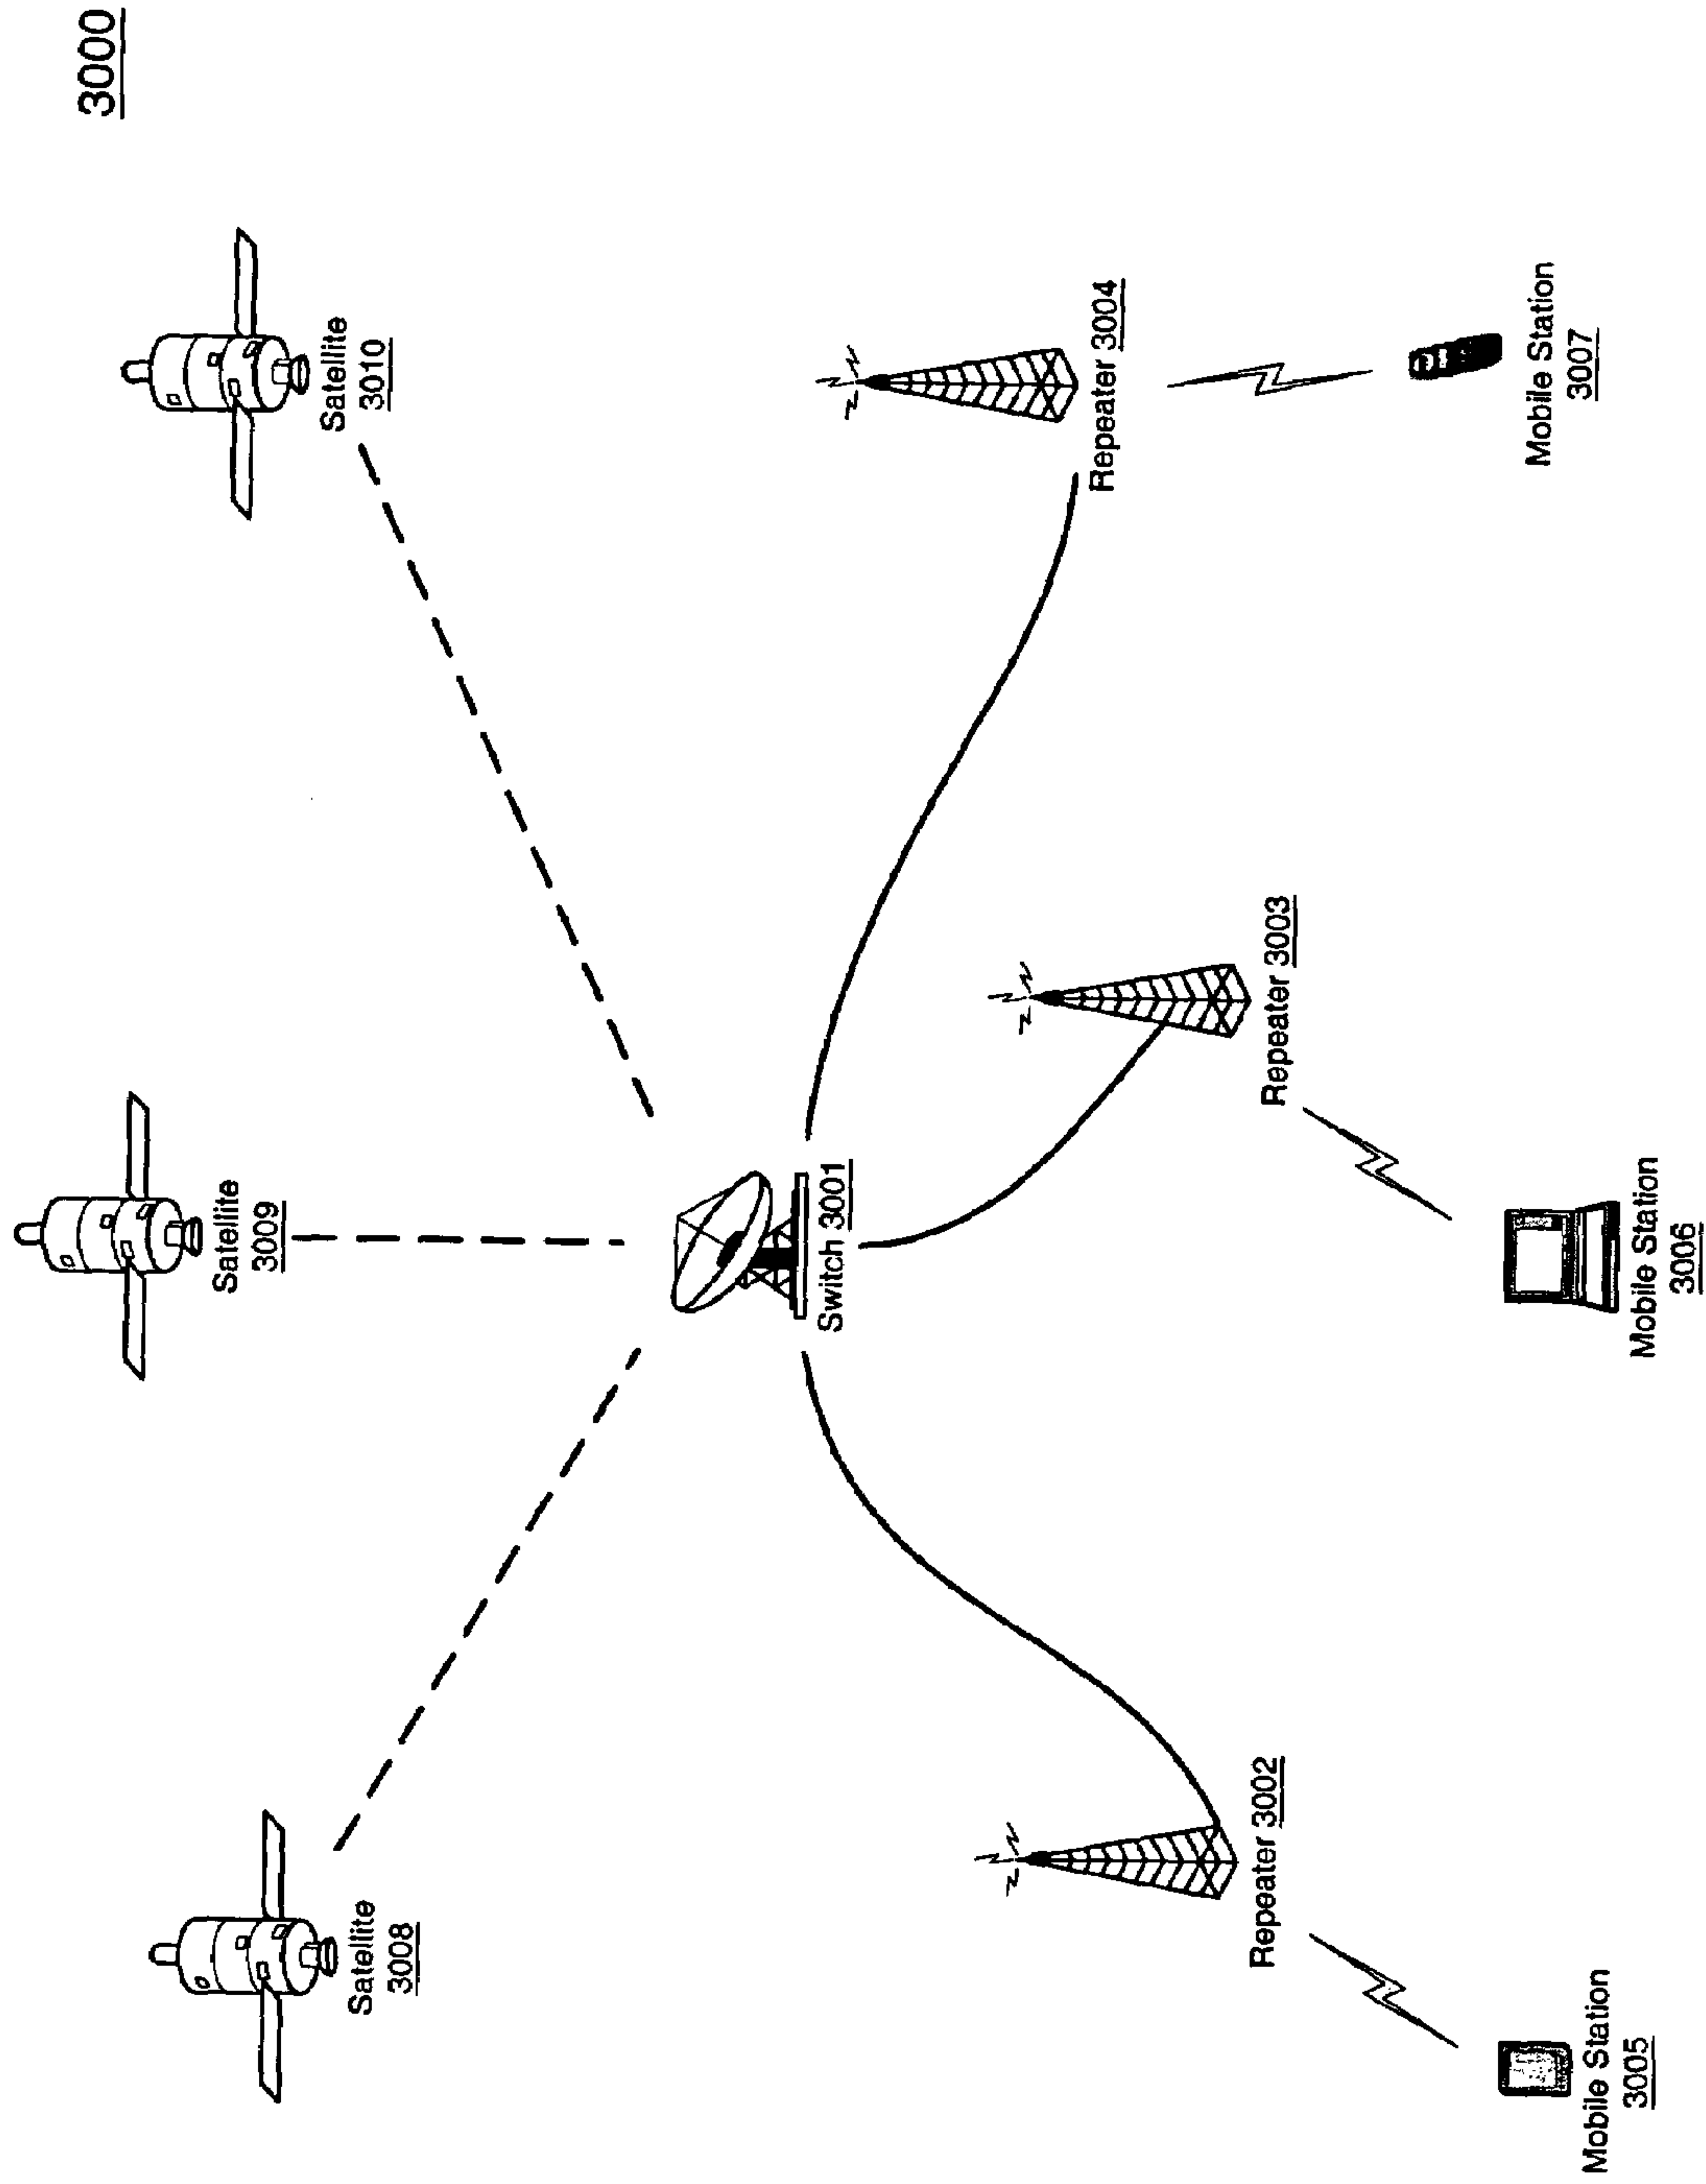 3000
Satellite
3008
Satellite
3009
Satellite
3010
Switch 3001
Repeater 3002
Repeater 3003
Repeater 3004
Mobile Station
3005
Mobile Station
3006
Mobile Station
3007